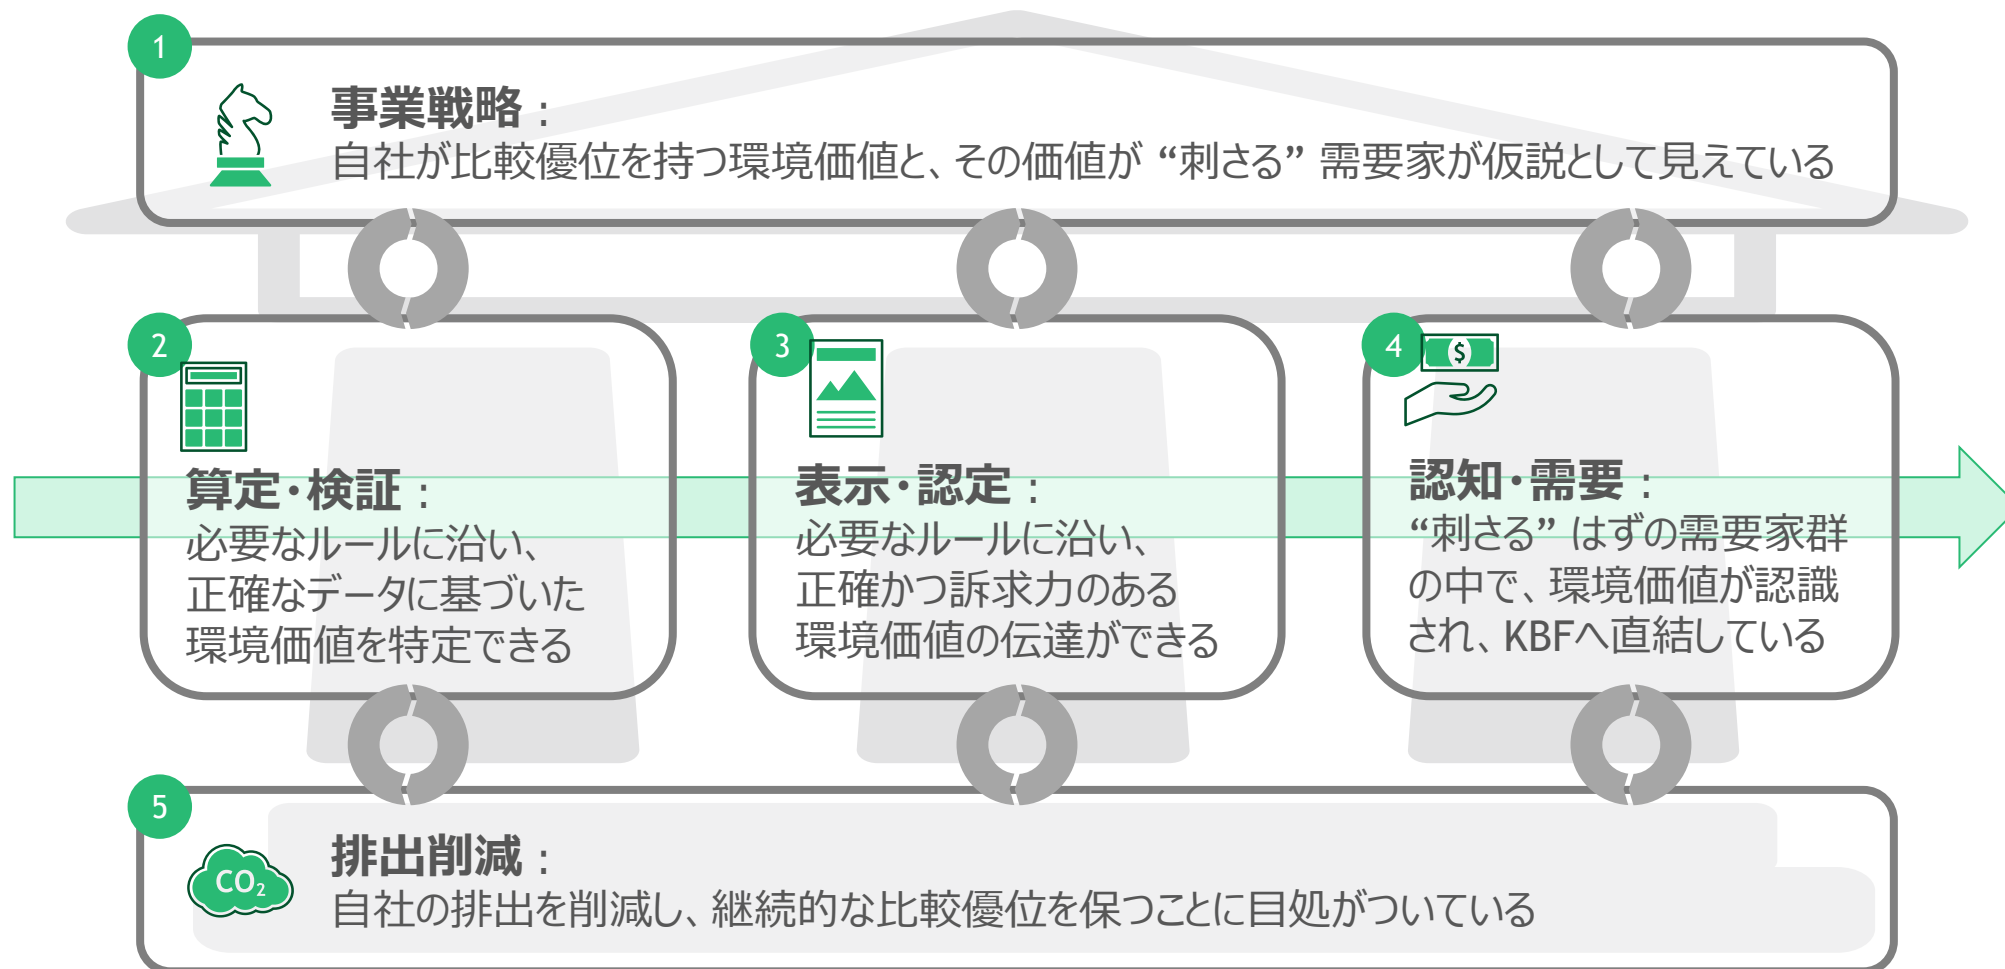 1
事業戦略：
自社が比較優位を持つ環境価値と、その価値が “刺さる” 需要家が仮説として見えている
2
算定・検証：
必要なルールに沿い、
正確なデータに基づいた
環境価値を特定できる
3
表示・認定：
必要なルールに沿い、
正確かつ訴求力のある
環境価値の伝達ができる
4
$
認知・需要：
“刺さる” はずの需要家群
の中で、環境価値が認識
され、KBFへ直結している
5
CO₂
排出削減：
自社の排出を削減し、継続的な比較優位を保つことに目処がついている